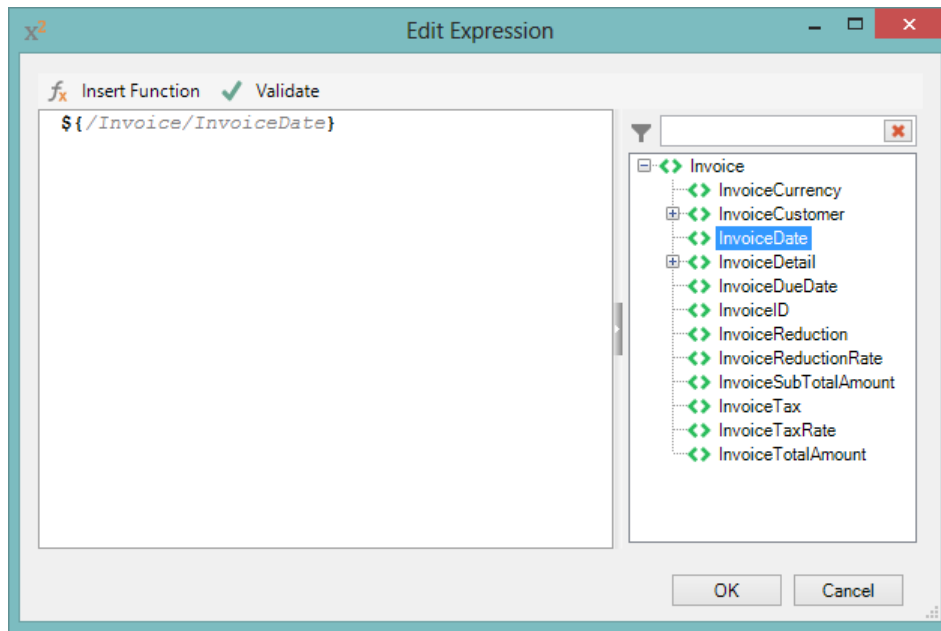 x²
Edit Expression
fx Insert Function Validate
${/Invoice/InvoiceDate}
Invoice
InvoiceCurrency
InvoiceCustomer
InvoiceDate
InvoiceDetail
InvoiceDueDate
InvoiceID
InvoiceReduction
InvoiceReductionRate
InvoiceSubTotalAmount
InvoiceTax
InvoiceTaxRate
InvoiceTotalAmount
OK Cancel